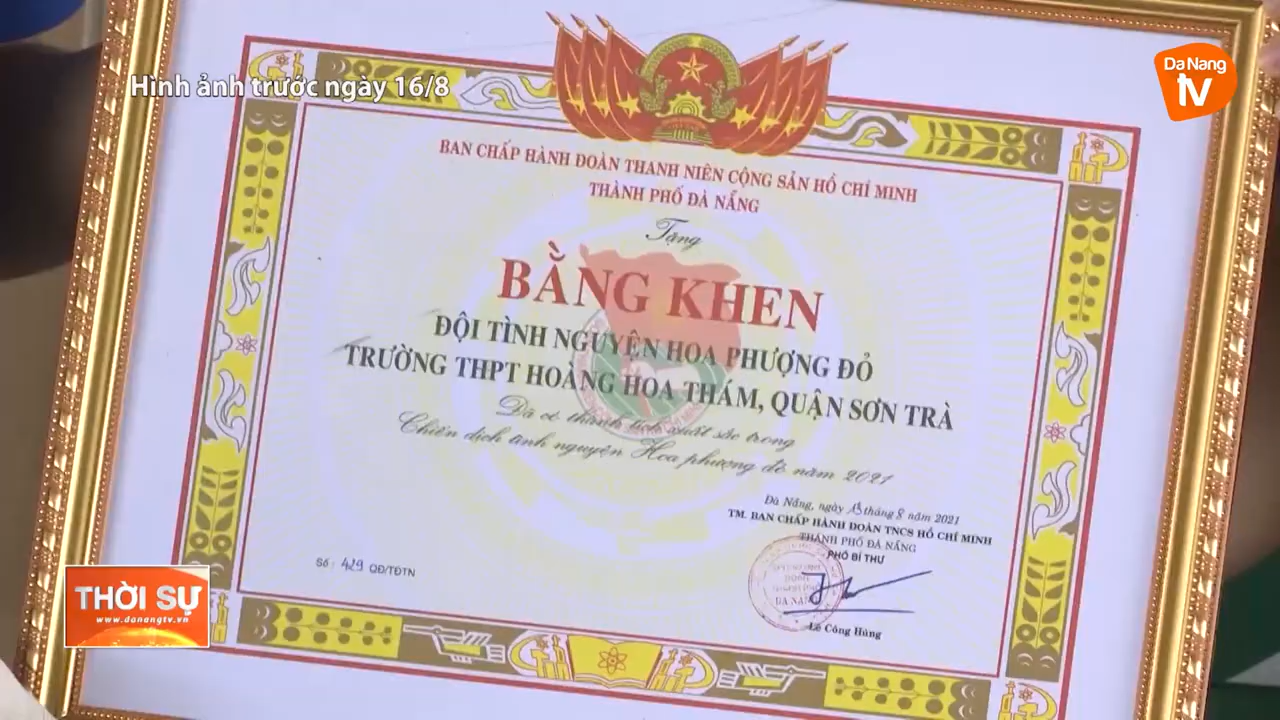 Hình ảnh trước ngày 16/8
Da Nang
tv
BAN CHẤP HÀNH ĐOÀN THANH NIÊN CỘNG SẢN HỒ CHÍ MINH
THÀNH PHỐ ĐÀ NẴNG
Tặng
BẰNG KHEN
ĐỘI TÌNH NGUYỆN HOA PHƯỢNG ĐỎ
TRƯỜNG THPT HOÀNG HOA THÁM, QUẬN SƠN TRÀ
Đã có thành tích xuất sắc trong
Chiến dịch tình nguyện Hoa phượng đỏ năm 2021
Đà Nẵng, ngày 13 tháng 8 năm 2021
TM. BAN CHẤP HÀNH ĐOÀN TNCS HỒ CHÍ MINH
THÀNH PHỐ ĐÀ NẴNG
PHÓ BÍ THƯ
Số: 429 QĐ/TĐTN
ĐÀ NẴNG
Lê Công Hùng
THỜI SỰ
www.danangtv.vn